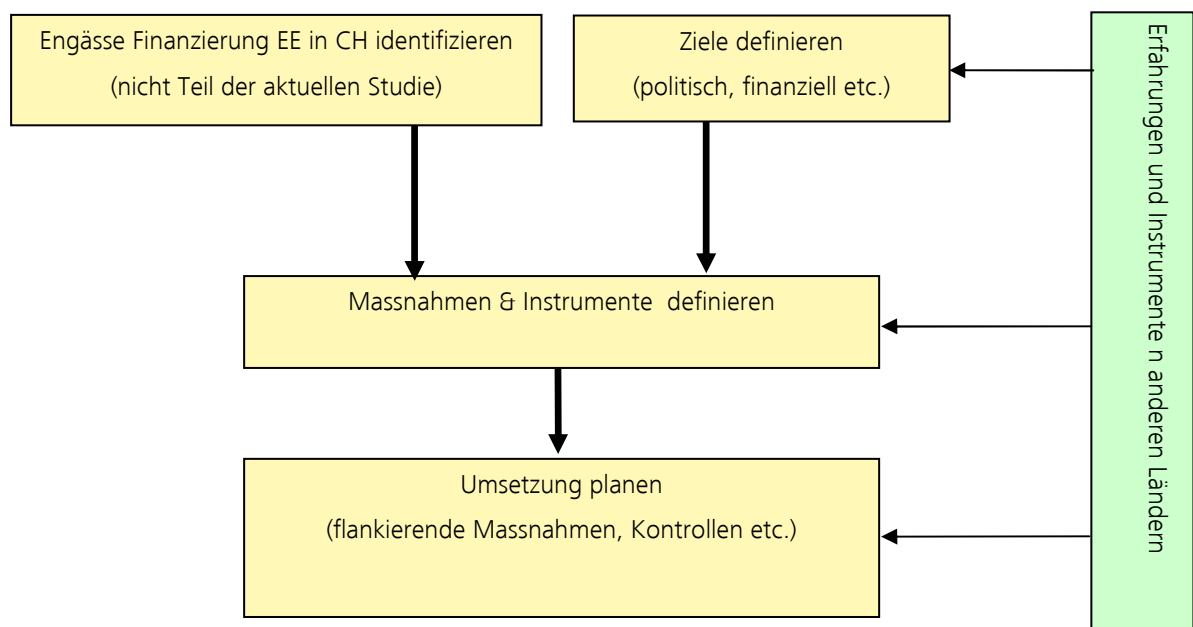 Engässe Finanzierung EE in CH identifizieren
(nicht Teil der aktuellen Studie)
Ziele definieren
(politisch, finanziell etc.)
Massnahmen & Instrumente definieren
Umsetzung planen
(flankierende Massnahmen, Kontrollen etc.)
Erfahrungen und Instrumente n anderen Ländern